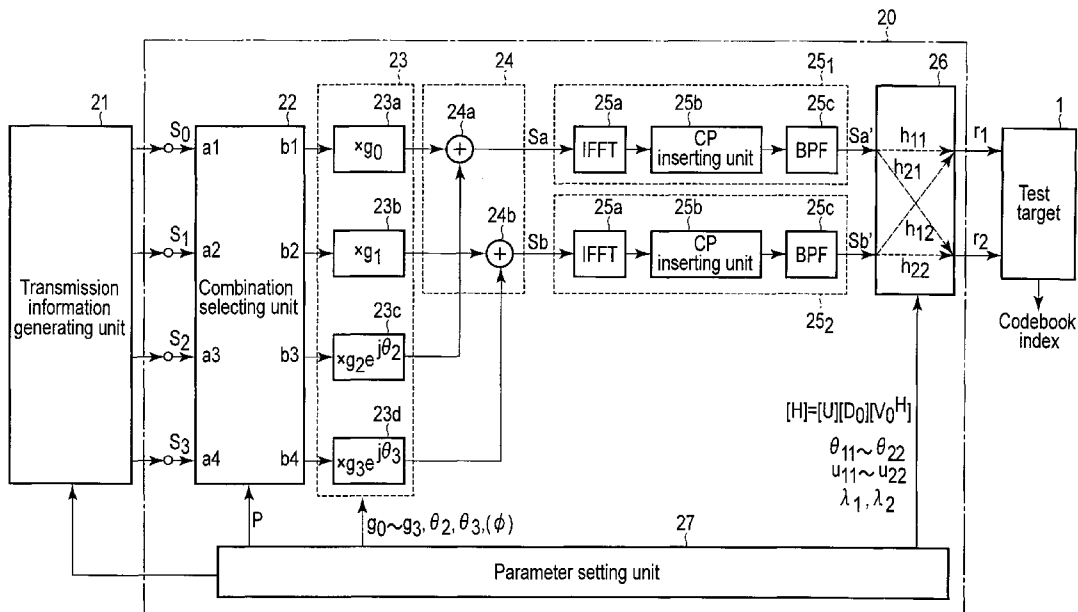 20
21
22
23
24
25₁
26
1
23a
24a
25a
25b
25c
S₀
a1
b1
×g₀
+
Sa
IFFT
CP
inserting unit
BPF
Sa'
h₁₁
h₂₁
r₁
Test
target
23b
24b
25a
25b
25c
S₁
a2
b2
×g₁
+
Sb
IFFT
CP
inserting unit
BPF
Sb'
h₁₂
h₂₂
r₂
25₂
Transmission
information
generating unit
Combination
selecting unit
Codebook
index
23c
S₂
a3
b3
×g₂e^jθ₂
23d
S₃
a4
b4
×g₃e^jθ₃
[H]=[U][D₀][V₀^H]
θ₁₁~θ₂₂
u₁₁~u₂₂
λ₁, λ₂
P
g₀~g₃, θ₂, θ₃, (ϕ)
27
Parameter setting unit